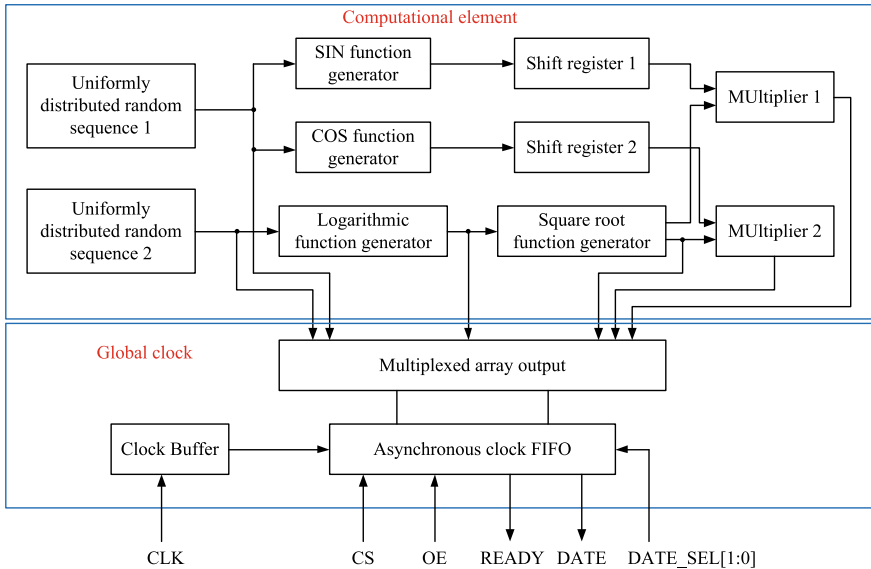 Computational element
Uniformly
distributed random
sequence 1
SIN function
generator
Shift register 1
MUltiplier 1
COS function
generator
Shift register 2
Uniformly
distributed random
sequence 2
Logarithmic
function generator
Square root
function generator
MUltiplier 2
Global clock
Multiplexed array output
Clock Buffer
Asynchronous clock FIFO
CLK
CS
OE
READY
DATE
DATE_SEL[1:0]